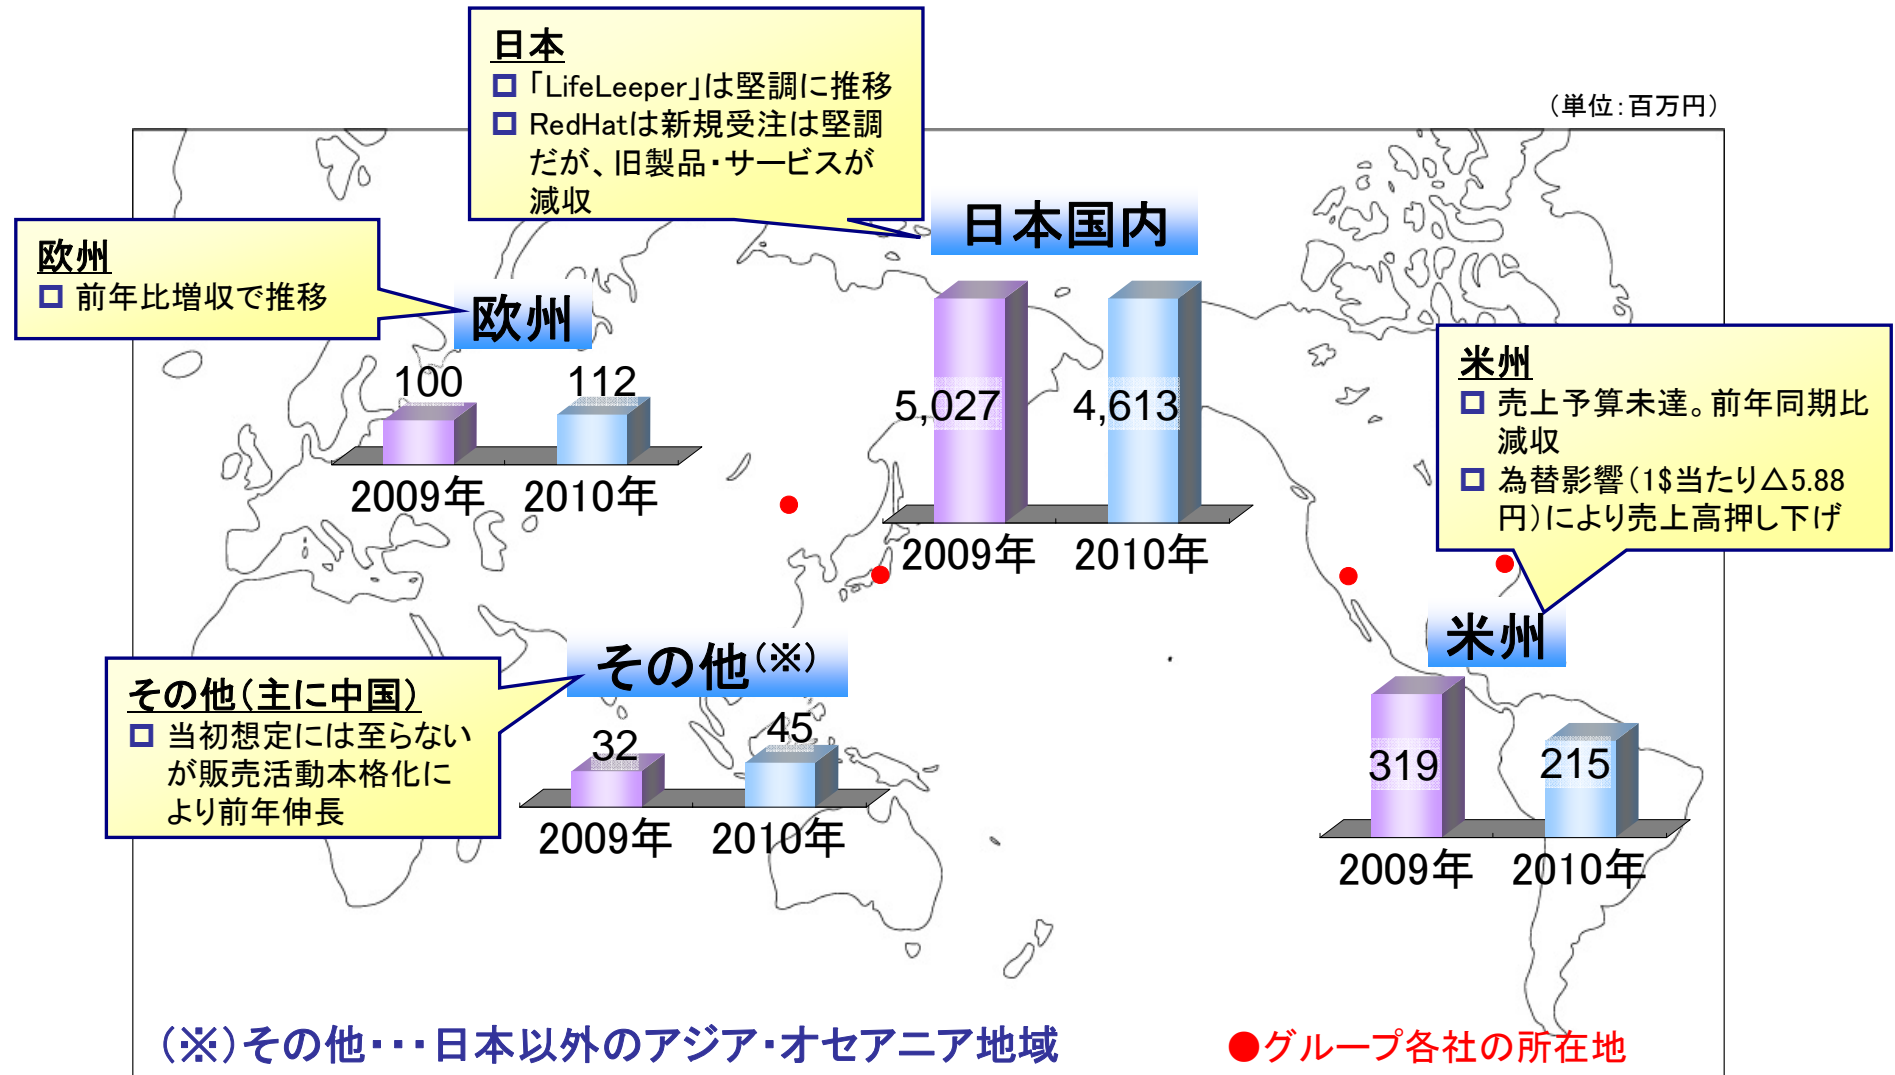 日本
「LifeLeeper」は堅調に推移
RedHatは新規受注は堅調
だが、旧製品・サービスが
減収
（単位：百万円）
欧州
前年比増収で推移
日本国内
欧州
100
112
2009年
2010年
5,027
4,613
2009年
2010年
米州
売上予算未達。前年同期比
減収
為替影響（1$当たり△5.88
円）により売上高押し下げ
その他（主に中国）
当初想定には至らない
が販売活動本格化に
より前年伸長
その他（※）
32
45
2009年
2010年
米州
319
215
2009年
2010年
（※）その他・・・日本以外のアジア・オセアニア地域
●グループ各社の所在地